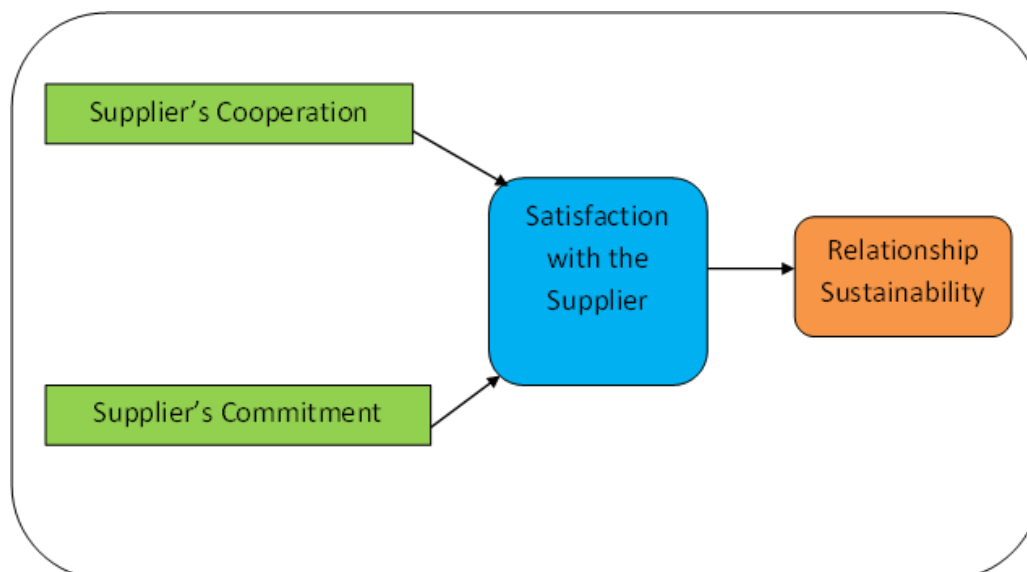 Supplier’s Cooperation
Satisfaction
with the
Supplier
Relationship
Sustainability
Supplier’s Commitment